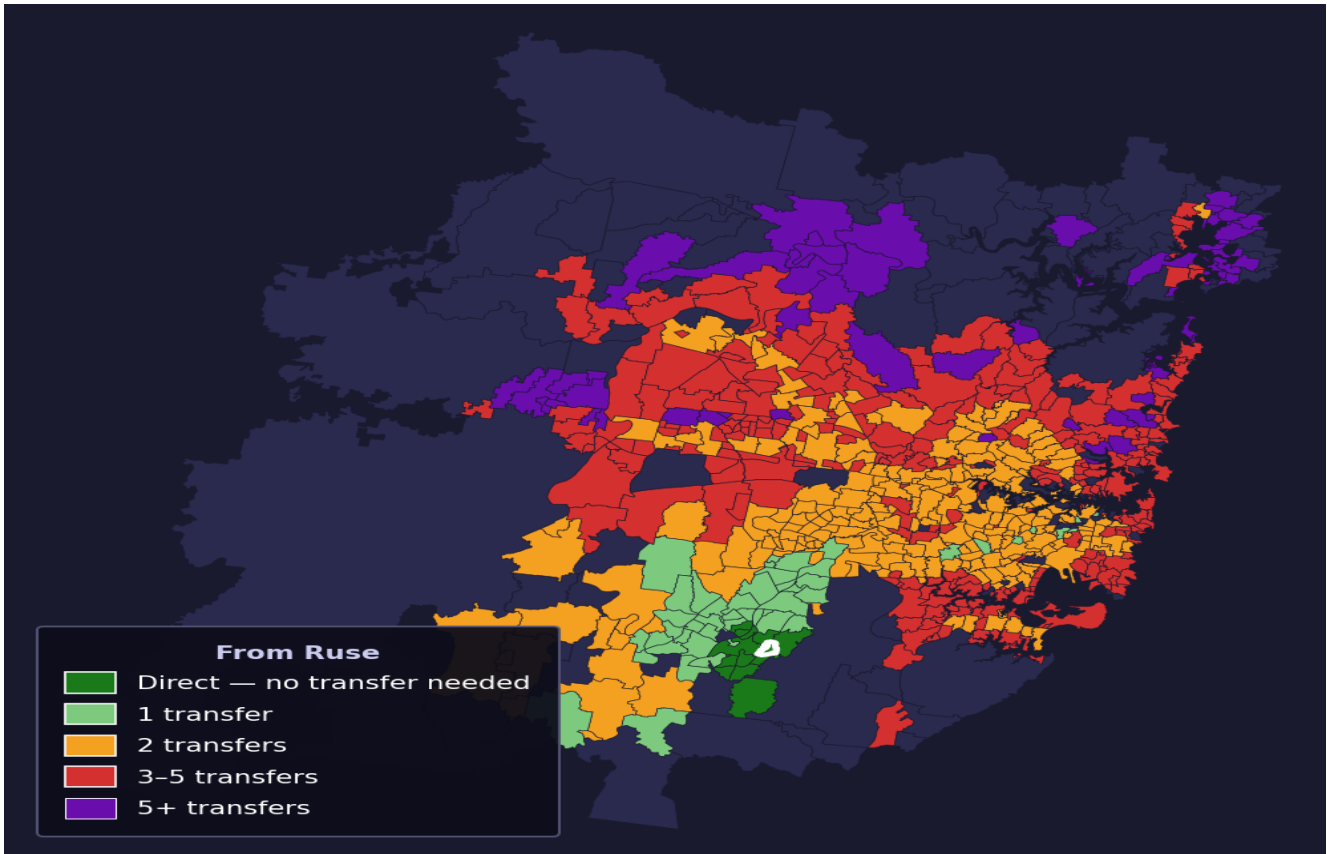 From Ruse
Direct — no transfer needed
1 transfer
2 transfers
3–5 transfers
5+ transfers